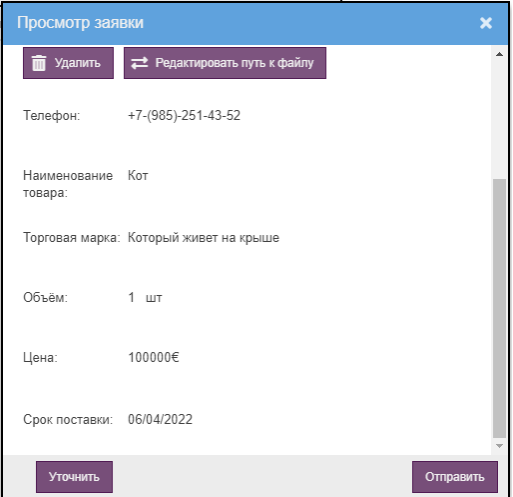 Просмотр заявки
Удалить Редактировать путь к файлу
Телефон: +7-(985)-251-43-52
Наименование товара: Кот
Торговая марка: Который живет на крыше
Объём: 1 шт
Цена: 100000€
Срок поставки: 06/04/2022
Уточнить Отправить